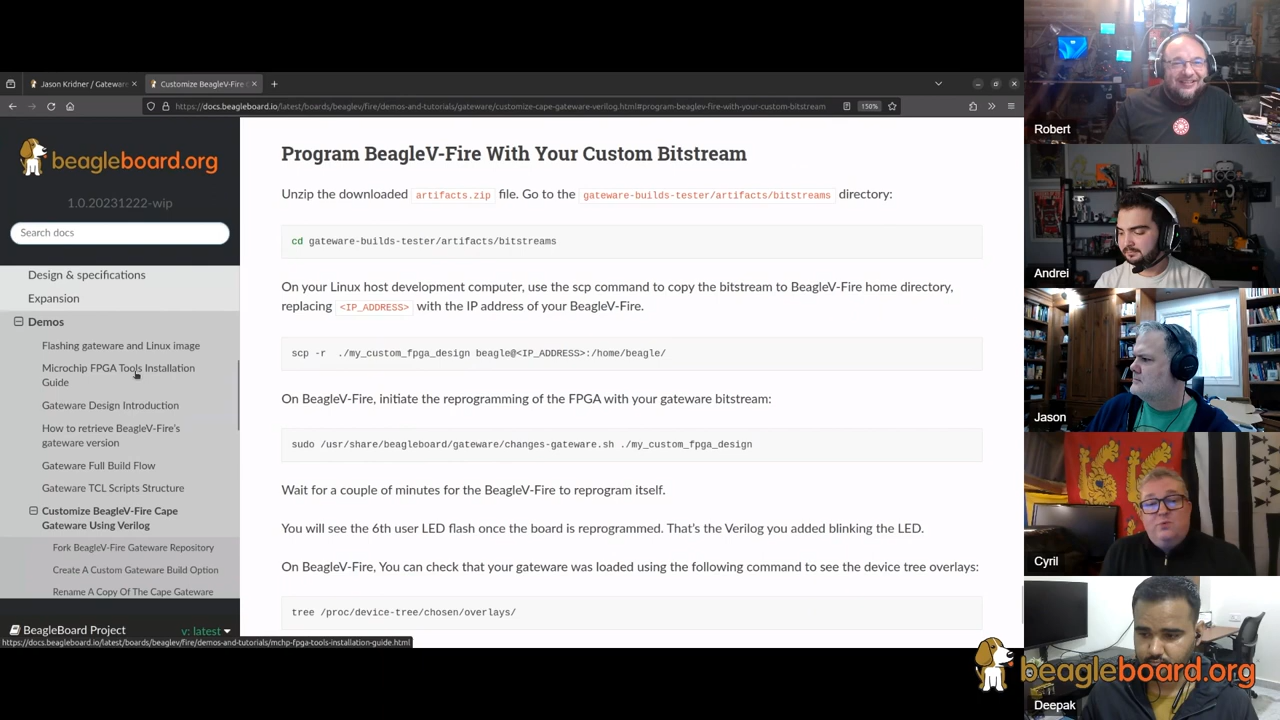 Jason Kridner / Gateware
Customize BeagleV-Fire C
https://docs.beagleboard.io/latest/boards/beaglev/fire/demos-and-tutorials/gateware/customize-cape-gateware-verilog.html#program-beaglev-fire-with-your-custom-bitstream
150%
beagleboard.org
1.0.20231222-wip
Search docs
Design & specifications
Expansion
Demos
Flashing gateware and Linux image
Microchip FPGA Tools Installation
Guide
Gateware Design Introduction
How to retrieve BeagleV-Fire's
gateware version
Gateware Full Build Flow
Gateware TCL Scripts Structure
Customize BeagleV-Fire Cape
Gateware Using Verilog
Fork BeagleV-Fire Gateware Repository
Create A Custom Gateware Build Option
Rename A Copy Of The Cape Gateware
BeagleBoard Project
v: latest
https://docs.beagleboard.io/latest/boards/beaglev/fire/demos-and-tutorials/mchp-fpga-tools-installation-guide.html
Program BeagleV-Fire With Your Custom Bitstream
Unzip the downloaded artifacts.zip file. Go to the gateware-builds-tester/artifacts/bitstreams directory:
cd gateware-builds-tester/artifacts/bitstreams
On your Linux host development computer, use the scp command to copy the bitstream to BeagleV-Fire home directory,
replacing <IP_ADDRESS> with the IP address of your BeagleV-Fire.
scp -r  ./my_custom_fpga_design beagle@<IP_ADDRESS>:/home/beagle/
On BeagleV-Fire, initiate the reprogramming of the FPGA with your gateware bitstream:
sudo /usr/share/beagleboard/gateware/changes-gateware.sh ./my_custom_fpga_design
Wait for a couple of minutes for the BeagleV-Fire to reprogram itself.
You will see the 6th user LED flash once the board is reprogrammed. That's the Verilog you added blinking the LED.
On BeagleV-Fire, You can check that your gateware was loaded using the following command to see the device tree overlays:
tree /proc/device-tree/chosen/overlays/
Robert
Andrei
Jason
Cyril
Deepak
beagleboard.org